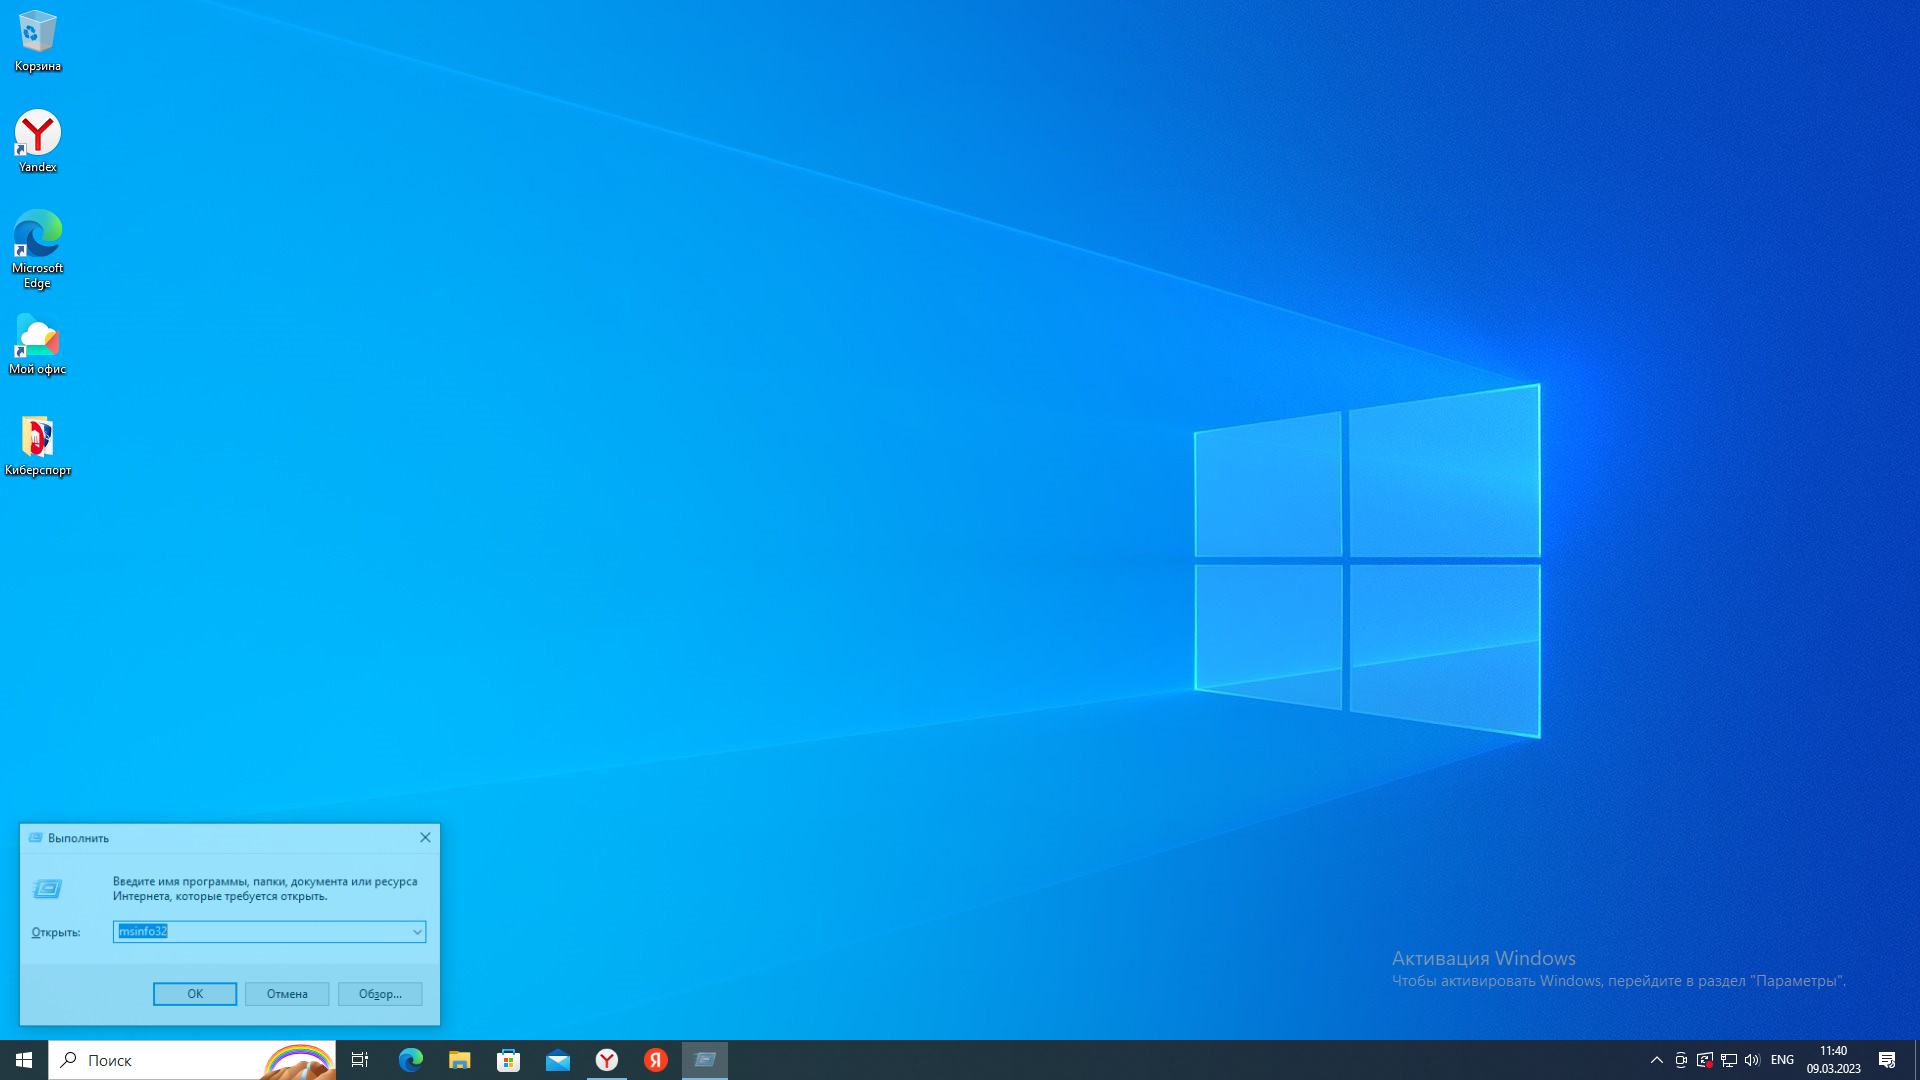 Корзина
Yandex
Microsoft
Edge
Мой офис
Киберспорт
Выполнить
Введите имя программы, папки, документа или ресурса
Интернета, которые требуется открыть.
Открыть: msinfo32
ОК Отмена Обзор...
Активация Windows
Чтобы активировать Windows, перейдите в раздел "Параметры".
Поиск
ENG
11:40
09.03.2023